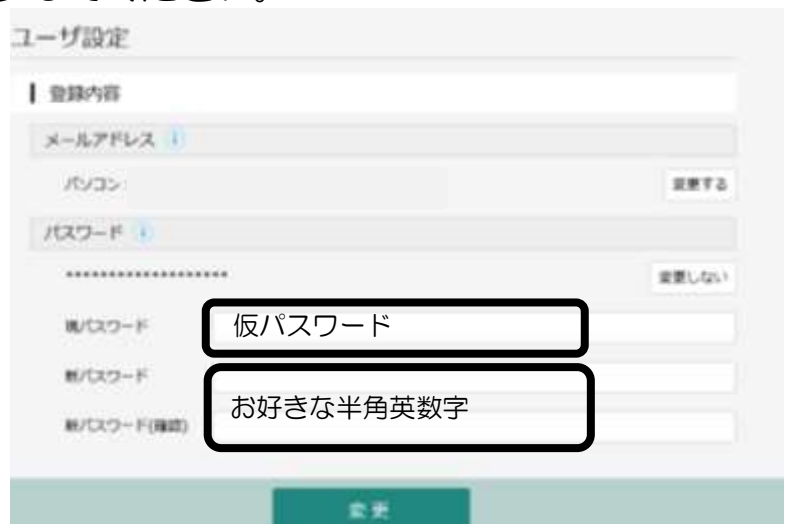 ユーザ設定
登録内容
メールアドレス
パソコン:
変更する
パスワード
********************
変更しない
現パスワード
仮パスワード
新パスワード
お好きな半角英数字
新パスワード(確認)
変更